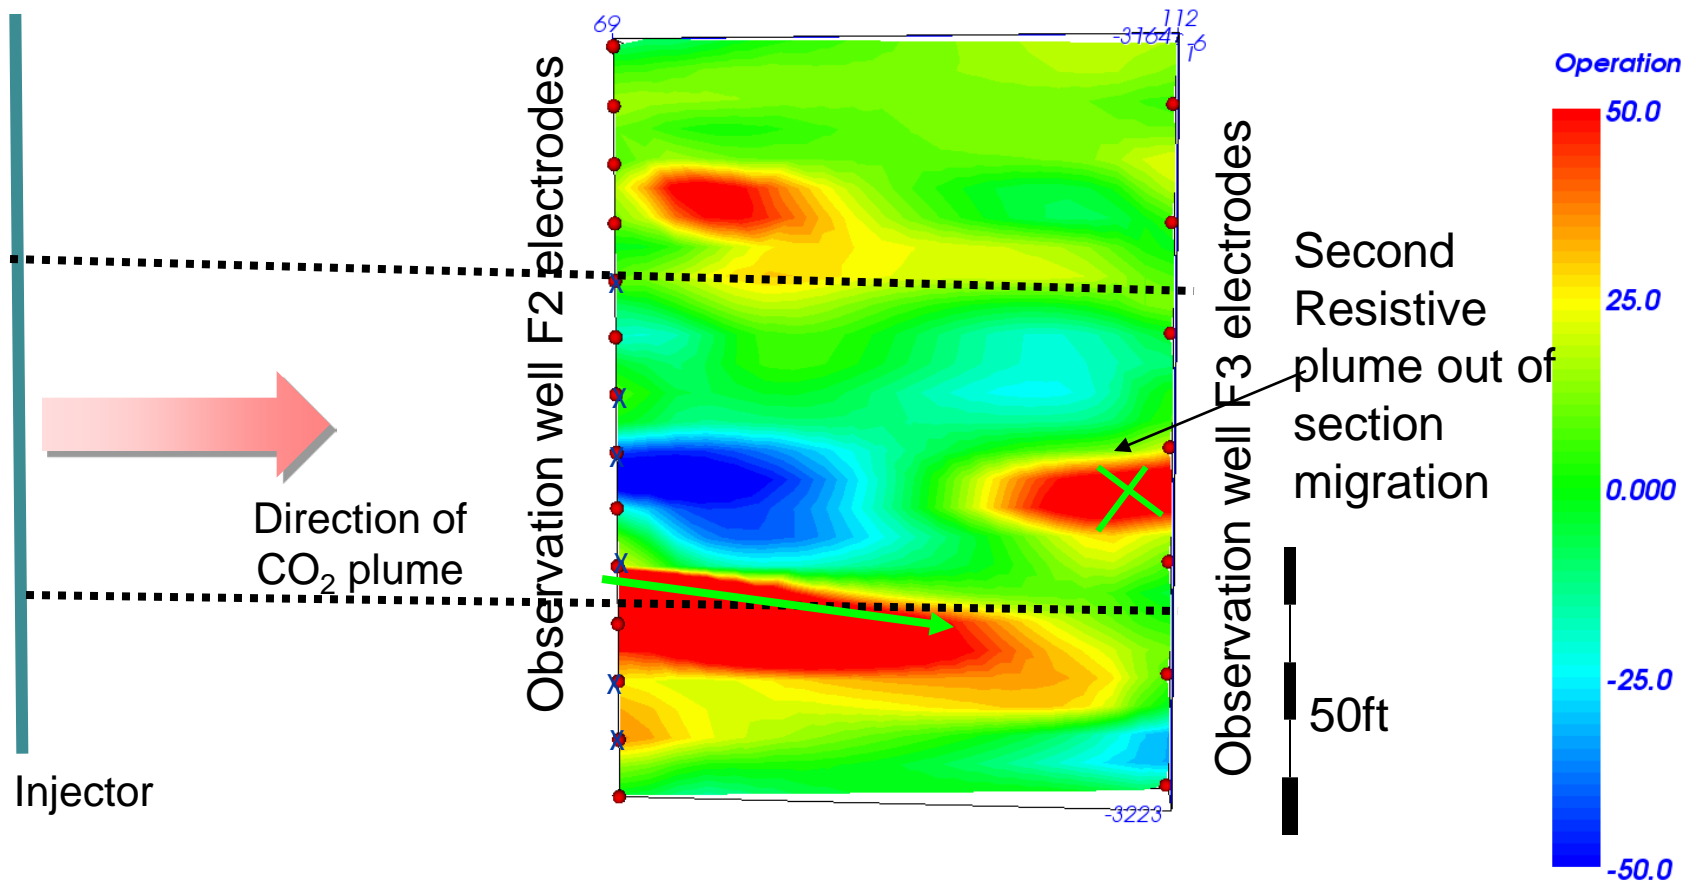 69
112
-3164
-6
Operation
50.0
25.0
0.000
-25.0
-50.0
Observation well F2 electrodes
Observation well F3 electrodes
Second
Resistive
plume out of
section
migration
Direction of
CO₂ plume
X
X
X
X
X
X
50ft
Injector
-3223